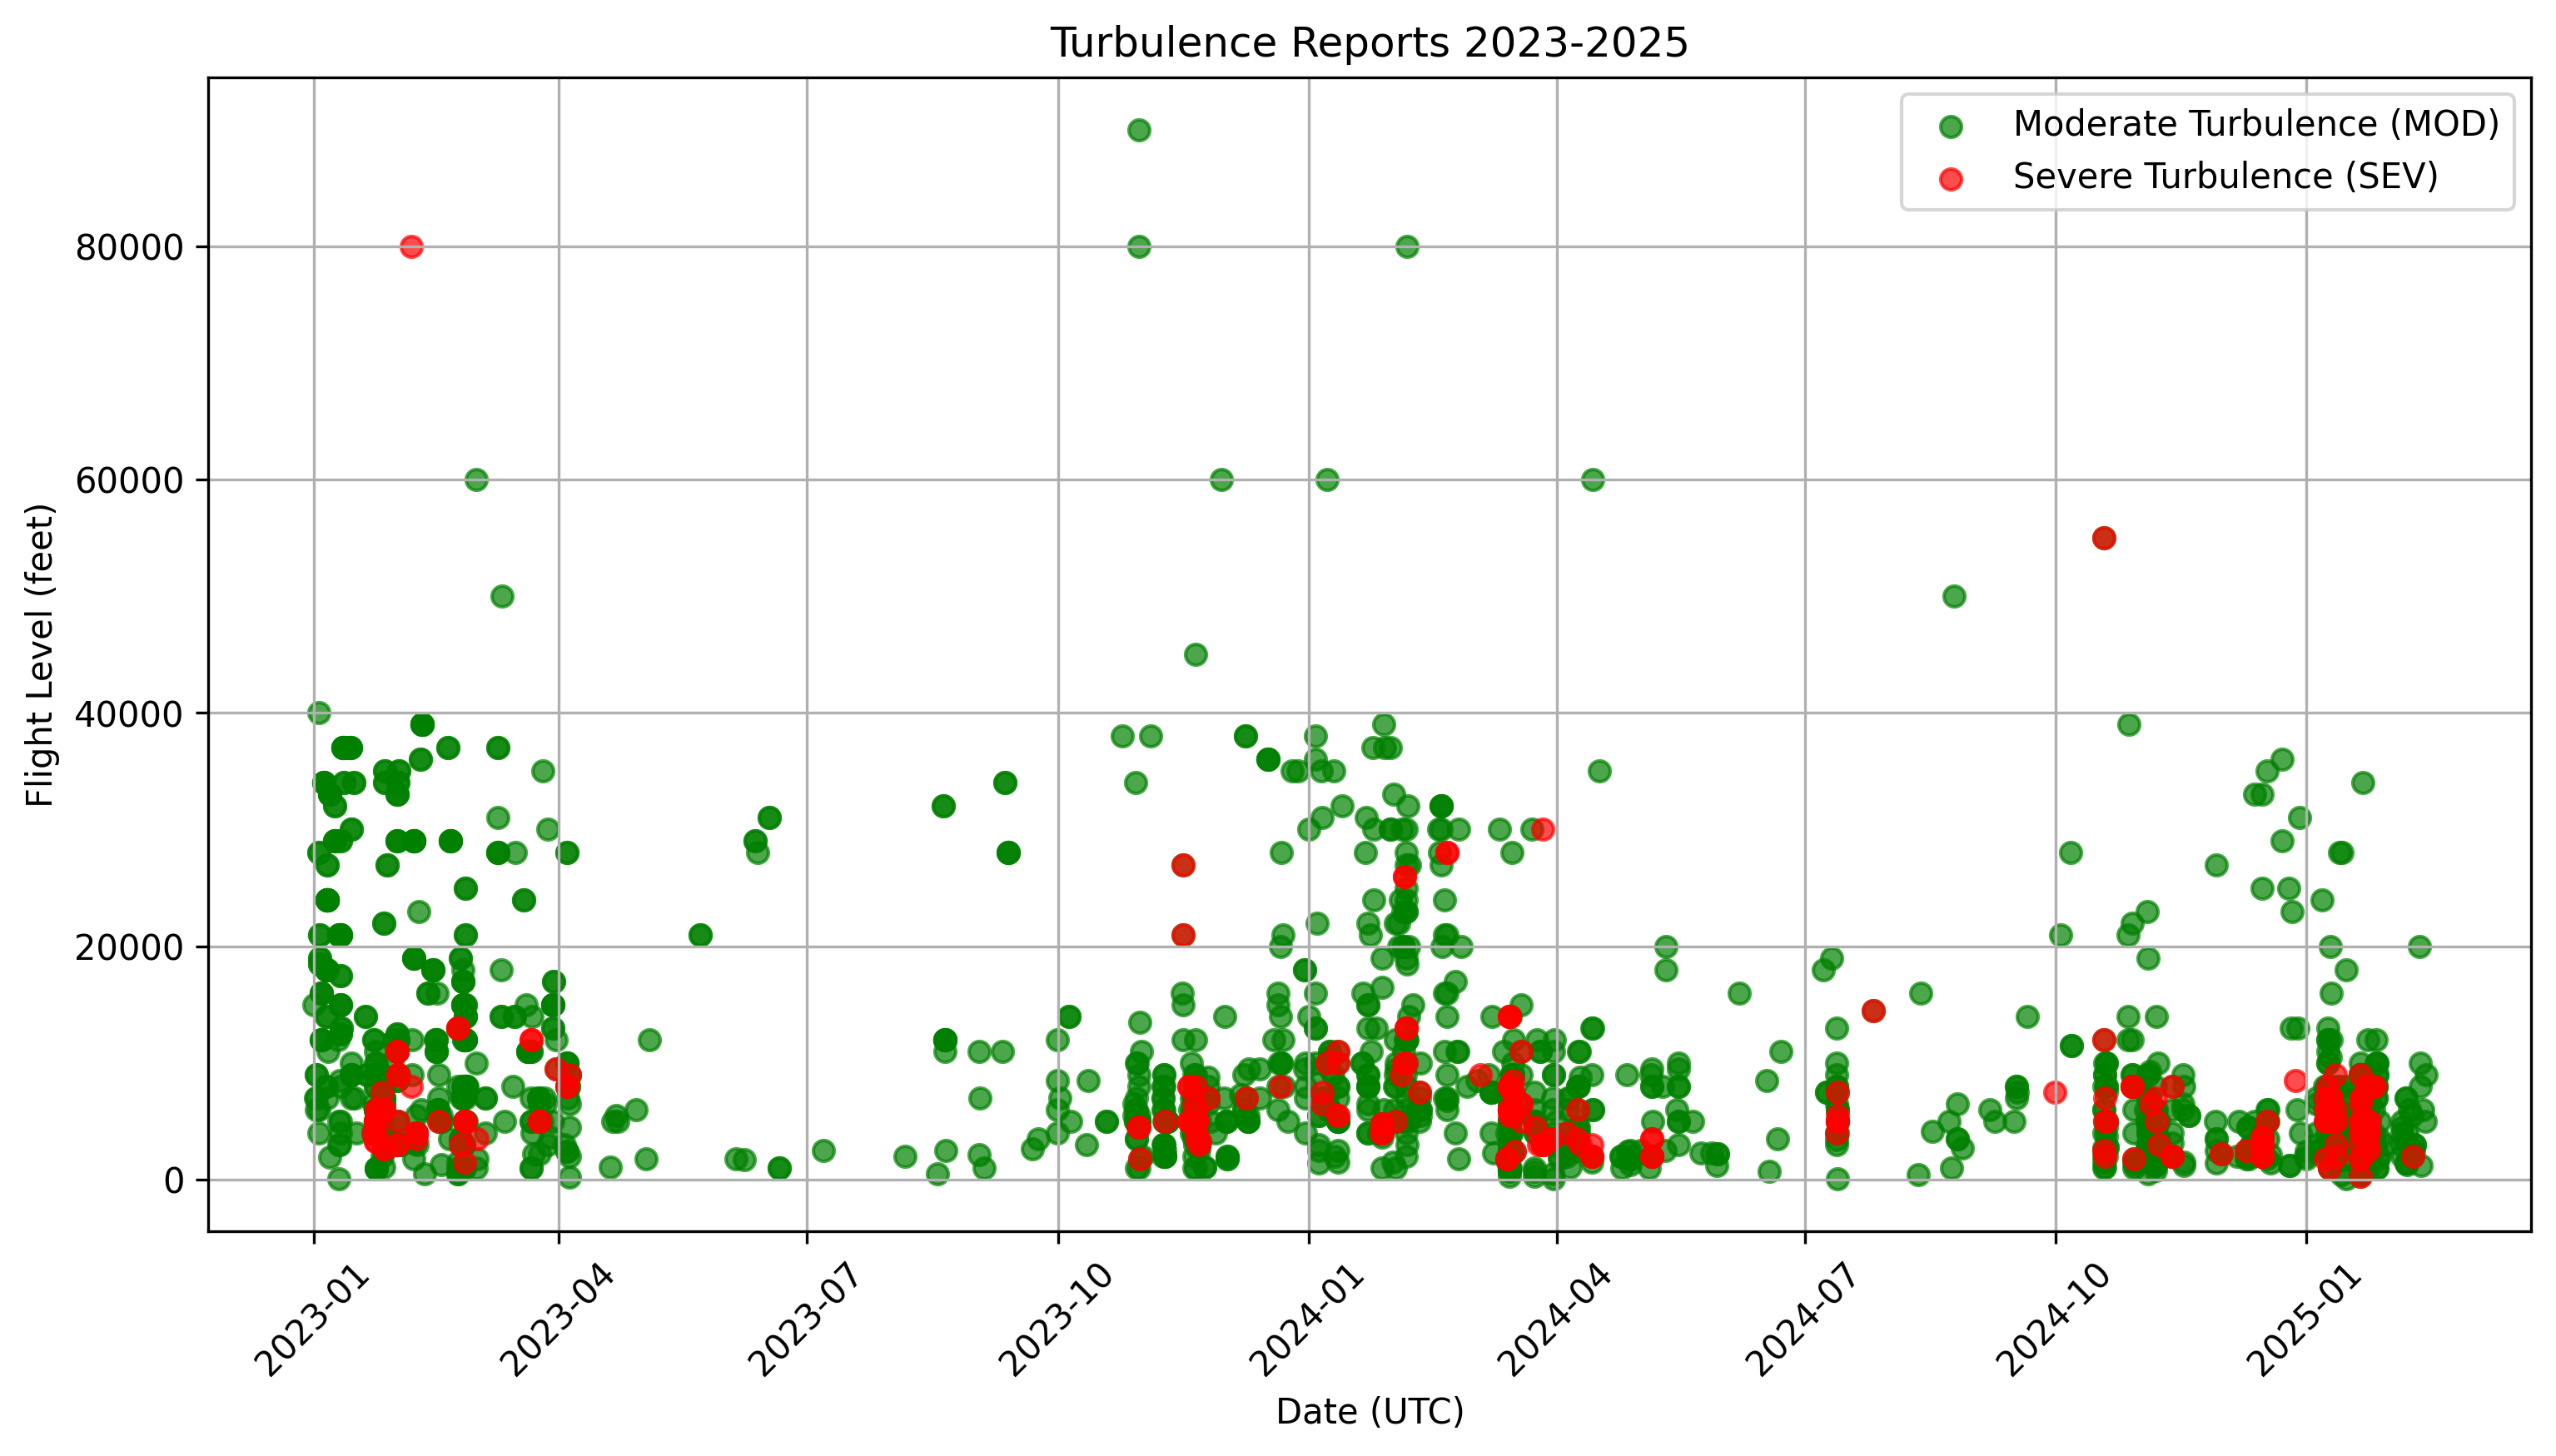 Turbulence Reports 2023-2025
Moderate Turbulence (MOD)
Severe Turbulence (SEV)
Flight Level (feet)
80000
60000
40000
20000
0
2023-01
2023-04
2023-07
2023-10
2024-01
2024-04
2024-07
2024-10
2025-01
Date (UTC)